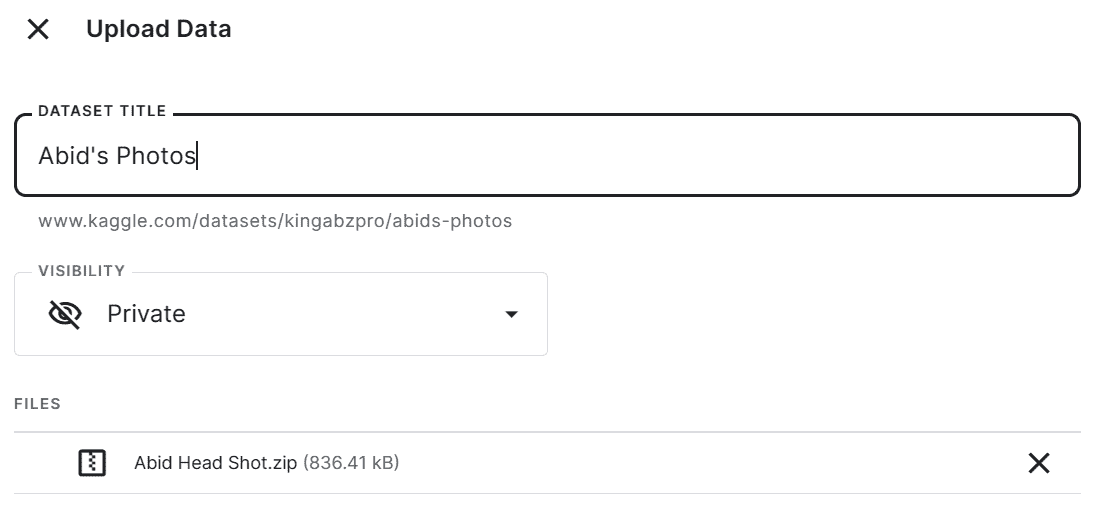 Upload Data
DATASET TITLE
Abid's Photos
www.kaggle.com/datasets/kingabzpro/abids-photos
VISIBILITY
Private
FILES
Abid Head Shot.zip (836.41 kB)